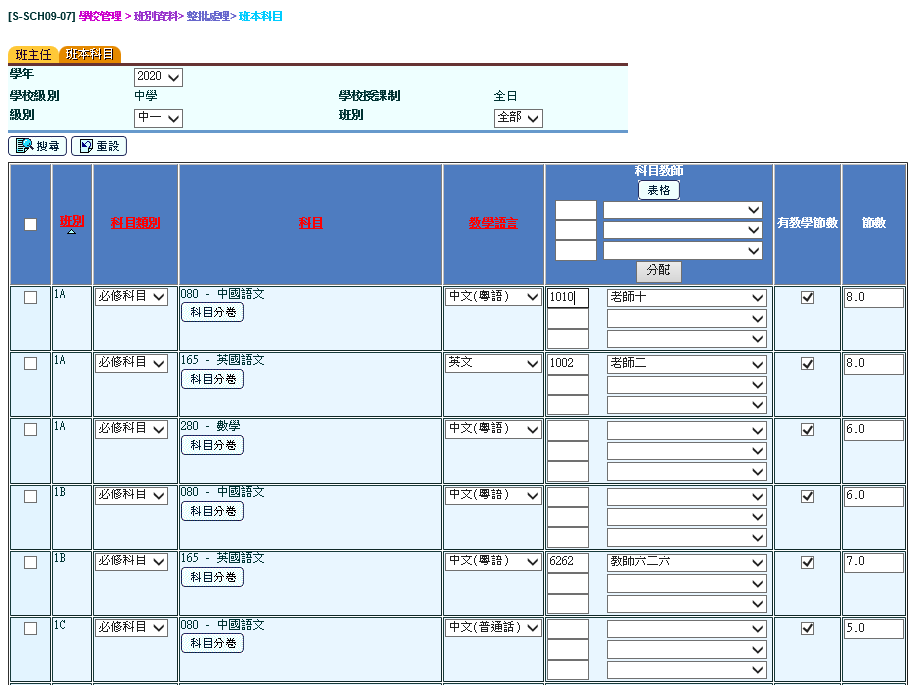 [S-SCH09-07] 學校管理 > 班別資料> 整批處理> 班本科目
班主任 班本科目
學年 2020
學校級別 中學 學校授課制 全日
級別 中一 班別 全部
搜尋 重設
科目教師
表格
班別 科目類別 科目 教學語言 有教學節數 節數
分配
1A 必修科目 080 - 中國語文 中文(粵語) 1010 老師十 8.0
科目分卷
1A 必修科目 165 - 英國語文 英文 1002 老師二 8.0
科目分卷
1A 必修科目 280 - 數學 中文(粵語) 6.0
科目分卷
1B 必修科目 080 - 中國語文 中文(粵語) 6.0
科目分卷
1B 必修科目 165 - 英國語文 中文(粵語) 6262 教師六二六 7.0
科目分卷
1C 必修科目 080 - 中國語文 中文(普通話) 5.0
科目分卷